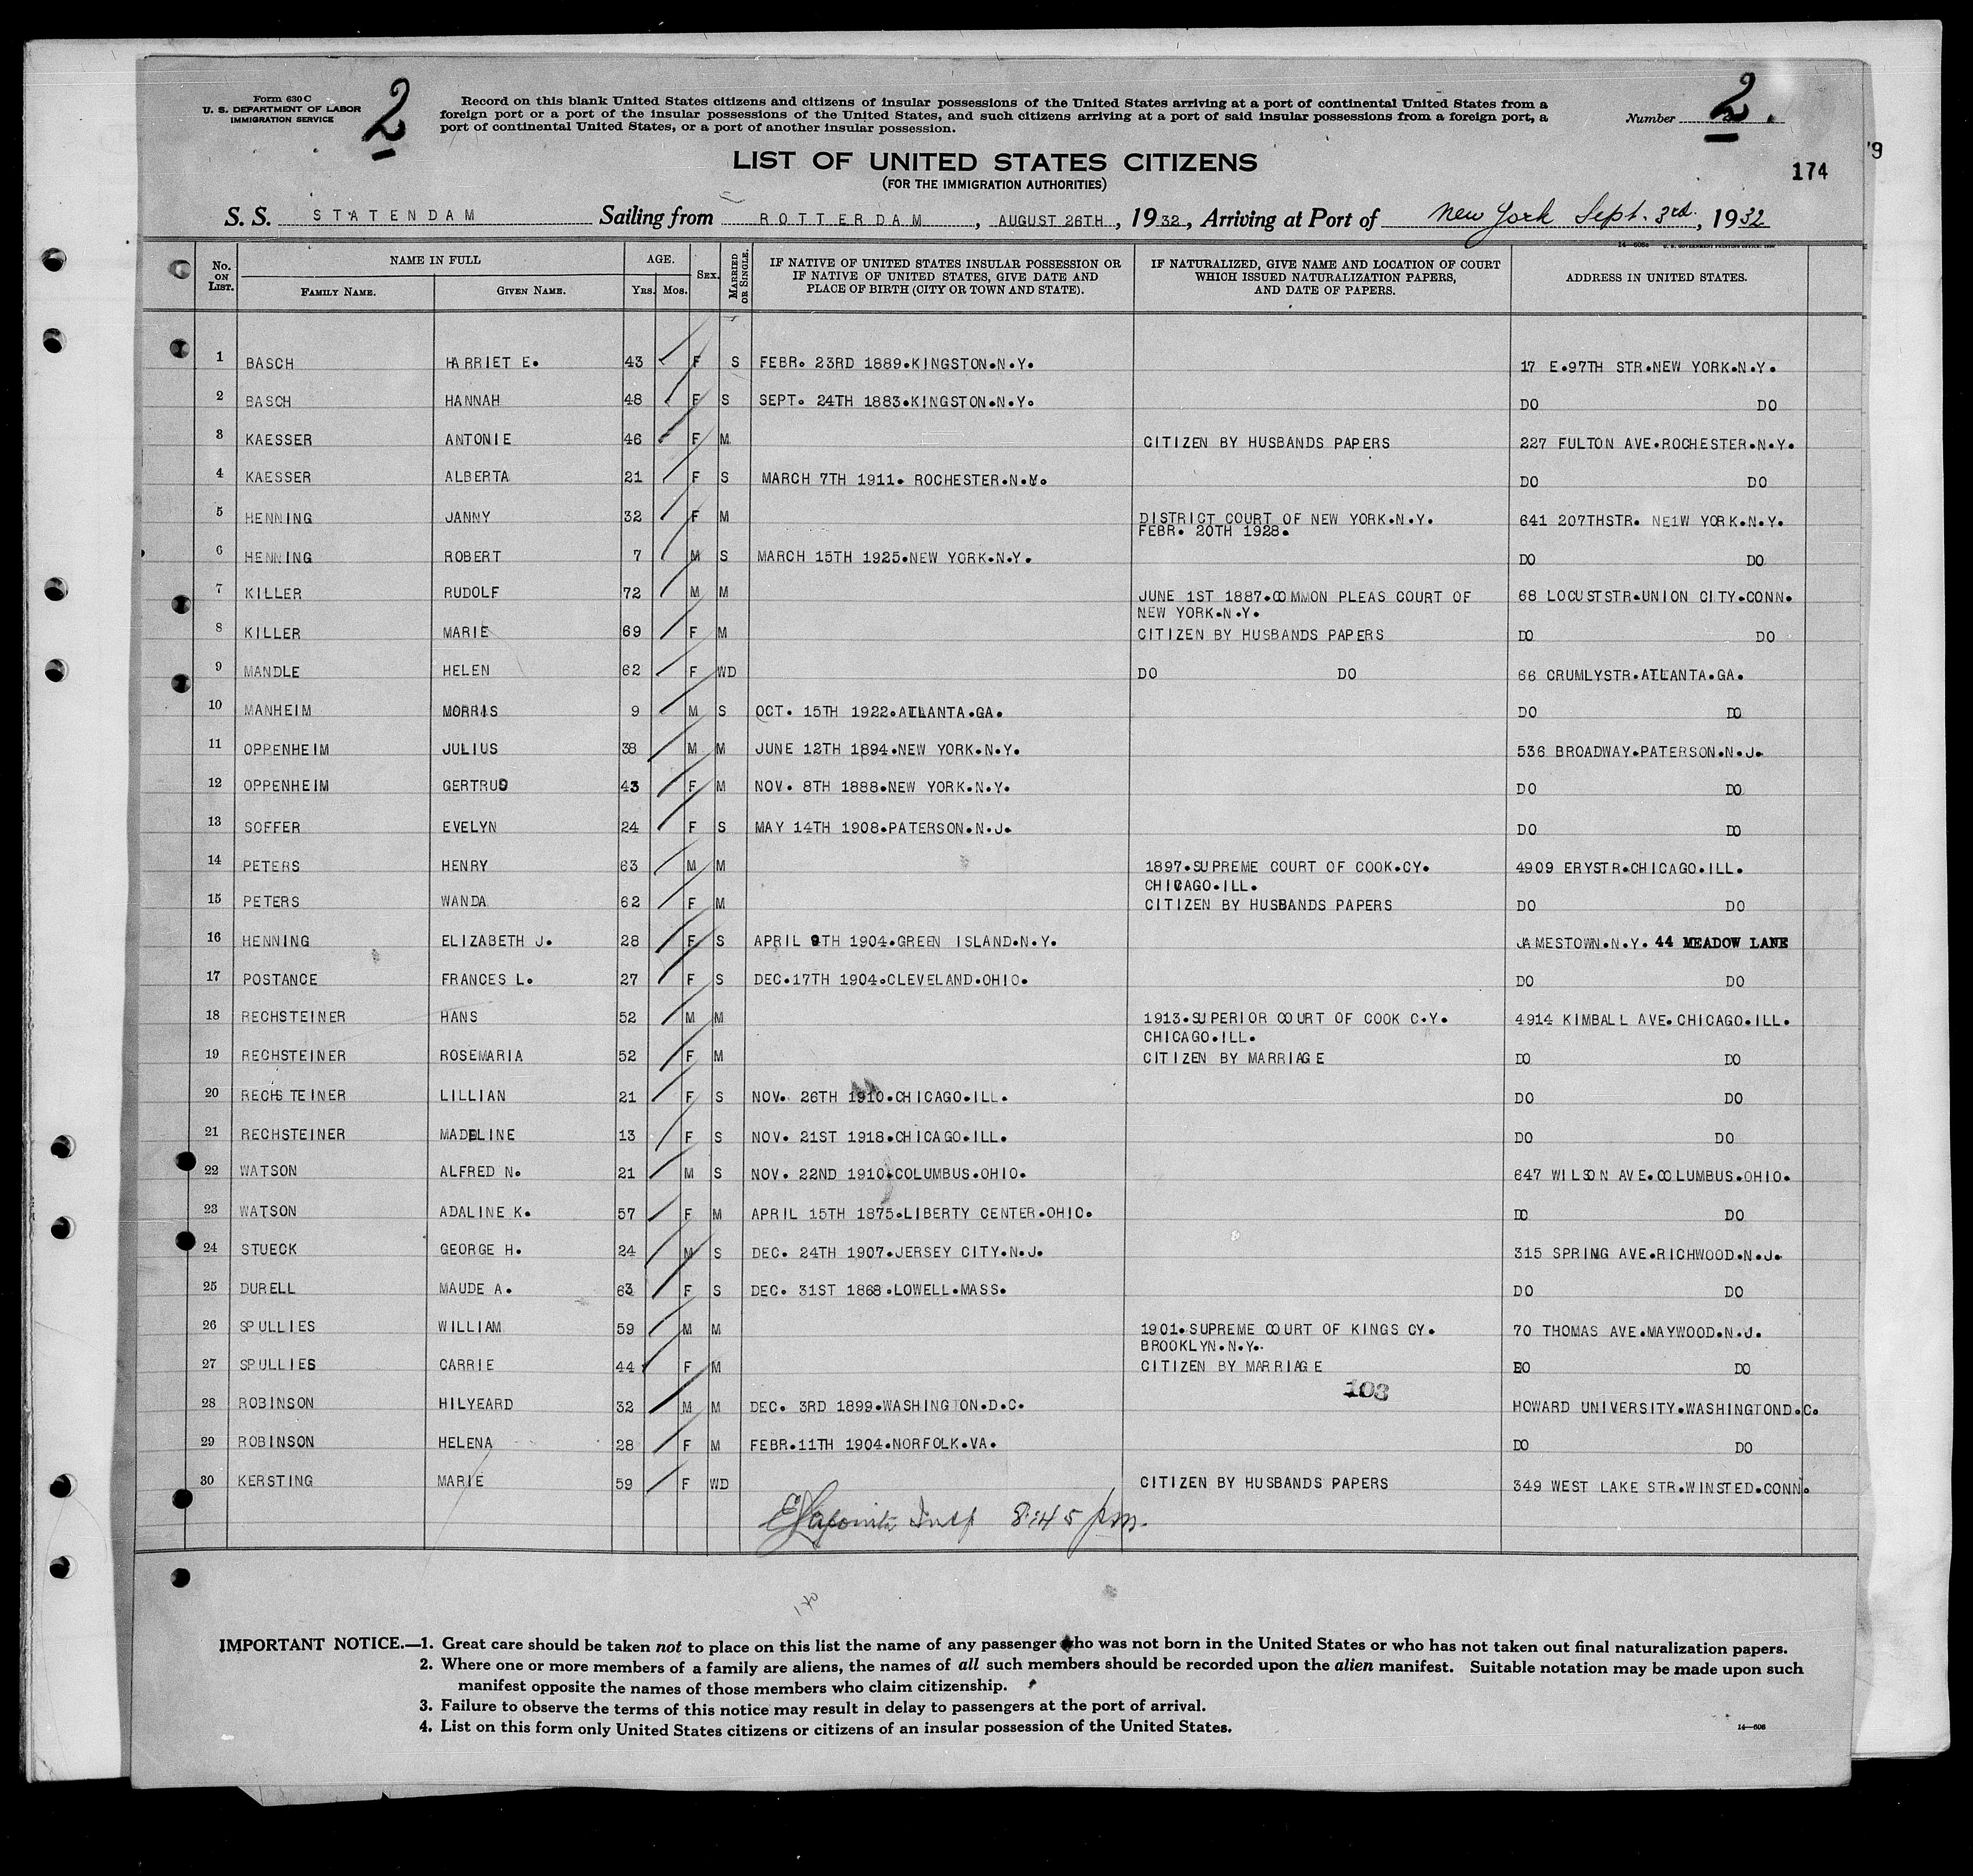 Form 630 C
U. S. DEPARTMENT OF LABOR
IMMIGRATION SERVICE
2
Record on this blank United States citizens and citizens of insular possessions of the United States arriving at a port of continental United States from a
foreign port or a port of the insular possessions of the United States, and such citizens arriving at a port of said insular possessions from a foreign port, a
port of continental United States, or a port of another insular possession.
Number 2.
LIST OF UNITED STATES CITIZENS
(FOR THE IMMIGRATION AUTHORITIES)
174
S. S. STATENDAM Sailing from ROTTERDAM, AUGUST 26TH, 1932, Arriving at Port of New York Sept. 3rd., 1932
No. ON LIST. NAME IN FULL FAMILY NAME. GIVEN NAME. AGE. YRS. MOS. SEX. MARRIED OR SINGLE. IF NATIVE OF UNITED STATES INSULAR POSSESSION OR IF NATIVE OF UNITED STATES, GIVE DATE AND PLACE OF BIRTH (CITY OR TOWN AND STATE). IF NATURALIZED, GIVE NAME AND LOCATION OF COURT WHICH ISSUED NATURALIZATION PAPERS, AND DATE OF PAPERS. ADDRESS IN UNITED STATES.
1 BASCH HARRIET E. 43 F S FEBR. 23RD 1889.KINGSTON.N.Y. 17 E.97TH STR.NEW YORK.N.Y.
2 BASCH HANNAH 48 F S SEPT. 24TH 1883.KINGSTON.N.Y. DO DO
3 KAESSER ANTONIE 46 F M CITIZEN BY HUSBANDS PAPERS 227 FULTON AVE.ROCHESTER.N.Y.
4 KAESSER ALBERTA 21 F S MARCH 7TH 1911. ROCHESTER.N.Y. DO DO
5 HENNING JANNY 32 F M DISTRICT COURT OF NEW YORK.N.Y. 641 207THSTR. NE1W YORK.N.Y.
FEBR. 20TH 1928.
6 HENNING ROBERT 7 M S MARCH 15TH 1925.NEW YORK.N.Y. DO DO
7 KILLER RUDOLF 72 M M JUNE 1ST 1887.COMMON PLEAS COURT OF 68 LOCUSTSTR.UNION CITY.CONN.
NEW YORK.N.Y.
8 KILLER MARIE 69 F M CITIZEN BY HUSBANDS PAPERS DO DO
9 MANDLE HELEN 62 F WD DO DO 66 CRUMLYSTR.ATLANTA.GA.
10 MANHEIM MORRIS 9 M S OCT. 15TH 1922.ATLANTA.GA. DO DO
11 OPPENHEIM JULIUS 38 M M JUNE 12TH 1894.NEW YORK.N.Y. 536 BROADWAY.PATERSON.N.J.
12 OPPENHEIM GERTRUD 43 F M NOV. 8TH 1888.NEW YORK.N.Y. DO DO
13 SOFFER EVELYN 24 F S MAY 14TH 1908.PATERSON.N.J. DO DO
14 PETERS HENRY 63 M M 1897.SUPREME COURT OF COOK.CY. 4909 ERYSTR.CHICAGO.ILL.
CHICAGO.ILL.
15 PETERS WANDA 62 F M CITIZEN BY HUSBANDS PAPERS DO DO
16 HENNING ELIZABETH J. 28 F S APRIL 9TH 1904.GREEN ISLAND.N.Y. JAMESTOWN.N.Y. 44 MEADOW LANE
17 POSTANCE FRANCES L. 27 F S DEC.17TH 1904.CLEVELAND.OHIO. DO DO
18 RECHSTEINER HANS 52 M M 1913.SUPERIOR COURT OF COOK C.Y. 4914 KIMBALL AVE.CHICAGO.ILL.
CHICAGO.ILL.
19 RECHSTEINER ROSEMARIA 52 F M CITIZEN BY MARRIAGE DO DO
20 RECHSTEINER LILLIAN 21 F S NOV. 26TH 1910.CHICAGO.ILL. DO DO
21 RECHSTEINER MADELINE 13 F S NOV. 21ST 1918.CHICAGO.ILL. DO DO
22 WATSON ALFRED N. 21 M S NOV. 22ND 1910.COLUMBUS.OHIO. 647 WILSON AVE.COLUMBUS.OHIO.
23 WATSON ADALINE K. 57 F M APRIL 15TH 1875.LIBERTY CENTER.OHIO. DO DO
24 STUECK GEORGE H. 24 M S DEC. 24TH 1907.JERSEY CITY.N.J. 315 SPRING AVE.RICHWOOD.N.J.
25 DURELL MAUDE A. 63 F S DEC. 31ST 1868.LOWELL.MASS. DO DO
26 SPULLIES WILLIAM 59 M M 1901.SUPREME COURT OF KINGS CY. 70 THOMAS AVE.MAYWOOD.N.J.
BROOKLYN.N.Y.
27 SPULLIES CARRIE 44 F M CITIZEN BY MARRIAGE DO DO
103
28 ROBINSON HILYEARD 32 M M DEC. 3RD 1899.WASHINGTON.D.C. HOWARD UNIVERSITY.WASHINGTOND.C.
29 ROBINSON HELENA 28 F M FEBR.11TH 1904.NORFOLK.VA. DO DO
30 KERSTING MARIE 59 F WD CITIZEN BY HUSBANDS PAPERS 349 WEST LAKE STR.WINSTED.CONN.
Insp 8:45 pm.
IMPORTANT NOTICE.—1. Great care should be taken not to place on this list the name of any passenger who was not born in the United States or who has not taken out final naturalization papers.
2. Where one or more members of a family are aliens, the names of all such members should be recorded upon the alien manifest. Suitable notation may be made upon such
manifest opposite the names of those members who claim citizenship.
3. Failure to observe the terms of this notice may result in delay to passengers at the port of arrival.
4. List on this form only United States citizens or citizens of an insular possession of the United States.
14—608